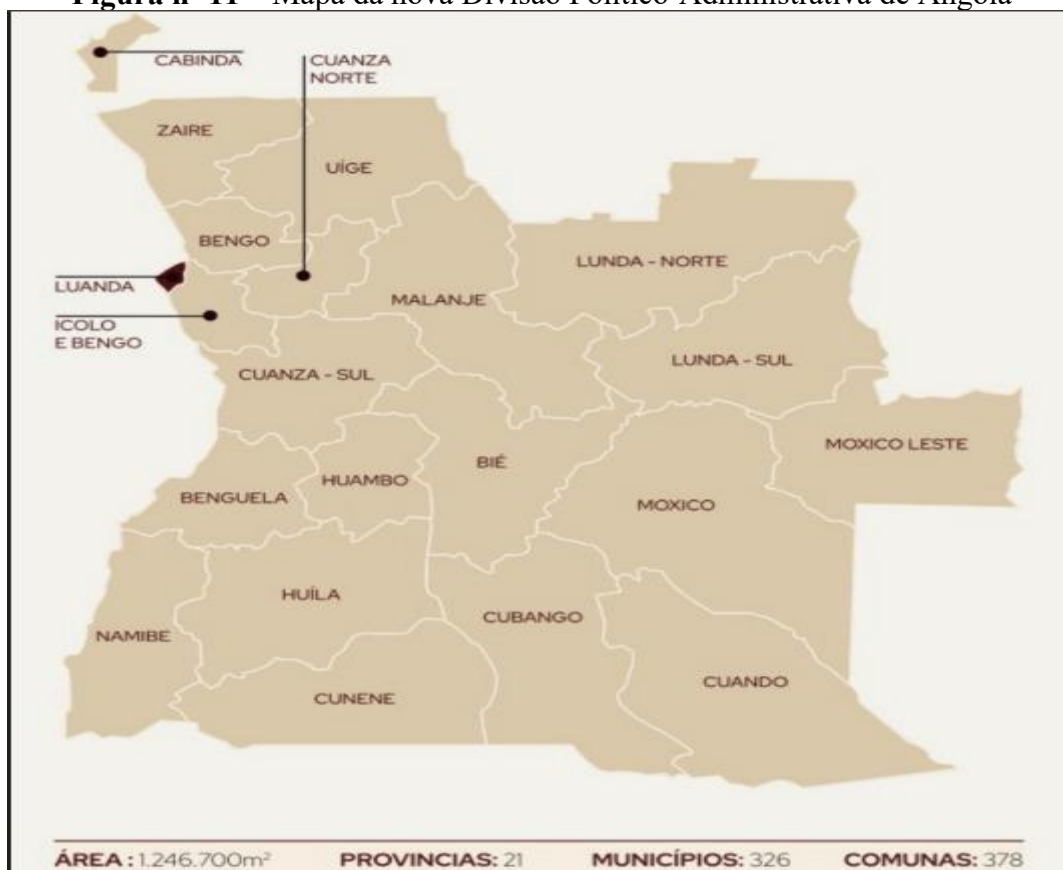 Figura nº 11 – Mapa da nova Divisão Político-Administrativa de Angola
CABINDA
CUANZA
NORTE
ZAIRE
UÍGE
BENGO
LUNDA - NORTE
LUANDA
MALANJE
ÍCOLO
E BENGO
LUNDA - SUL
CUANZA - SUL
MOXICO LESTE
BIÉ
HUAMBO
BENGUELA
MOXICO
HUÍLA
CUBANGO
NAMIBE
CUANDO
CUNENE
ÁREA : 1.246.700m² PROVINCIAS: 21 MUNICÍPIOS: 326 COMUNAS: 378